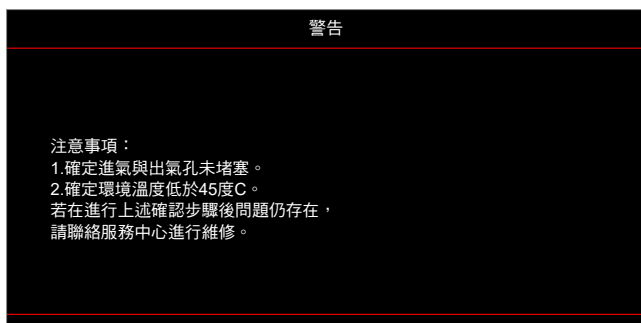 警告
注意事項：
1.確定進氣與出氣孔未堵塞。
2.確定環境溫度低於45度C。
若在進行上述確認步驟後問題仍存在，
請聯絡服務中心進行維修。